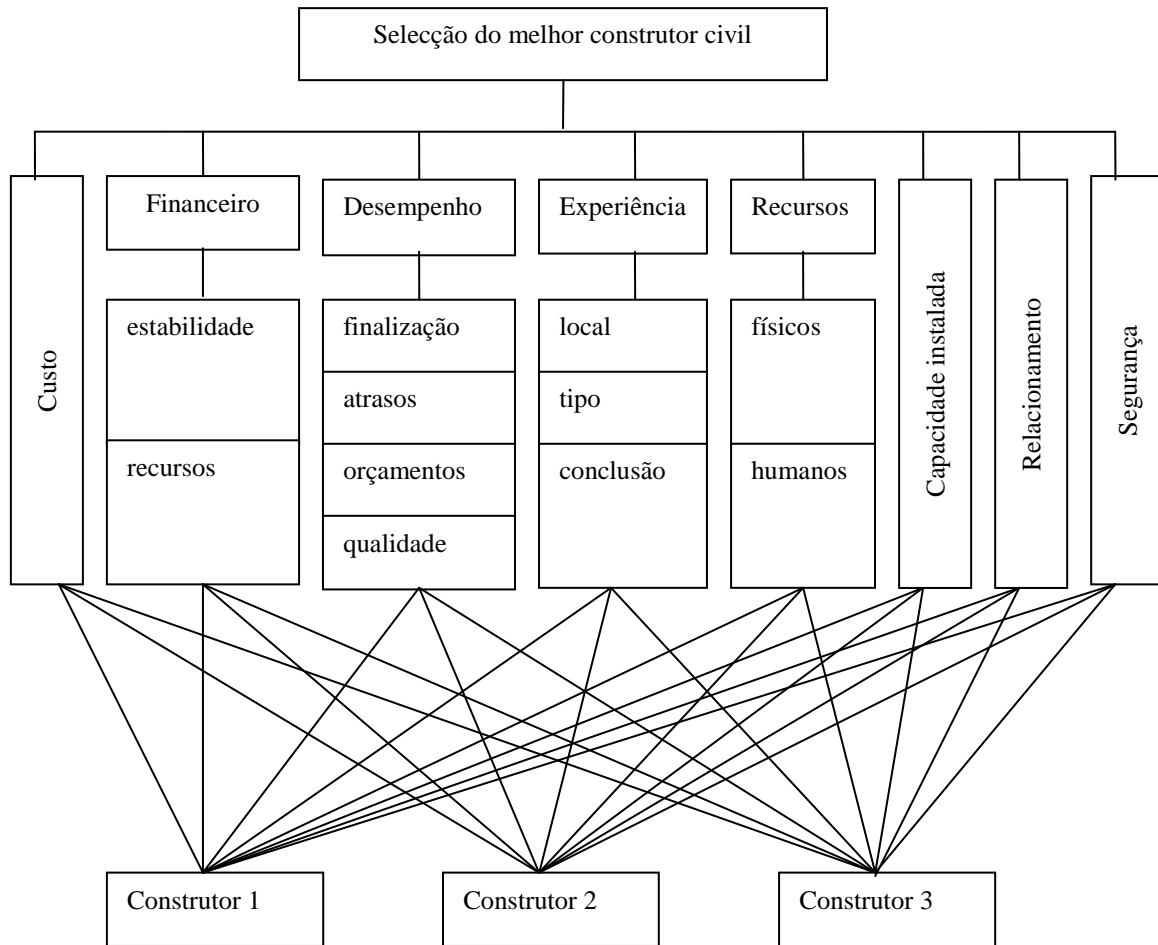 Selecção do melhor construtor civil
Custo
Financeiro
estabilidade
recursos
Desempenho
finalização
atrasos
orçamentos
qualidade
Experiência
local
tipo
conclusão
Recursos
físicos
humanos
Capacidade instalada
Relacionamento
Segurança
Construtor 1
Construtor 2
Construtor 3